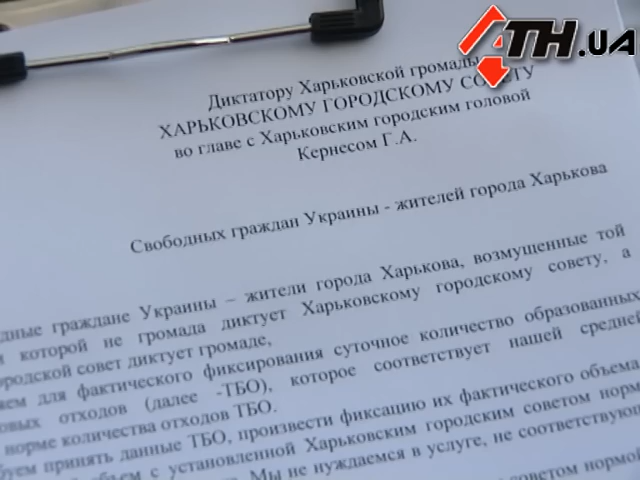 ATH.UA
Диктатору Харьковской громады
ХАРЬКОВСКОМУ ГОРОДСКОМУ СОВЕТУ
во главе с Харьковским городским головой
Кернесом Г.А.
Свободных граждан Украины - жителей города Харькова
граждане Украины – жители города Харькова, возмущенные той
которой не громада диктует Харьковскому городскому совету, а
совет диктует громаде,
для фактического фиксирования суточное количество образованных
отходов (далее -ТБО), которое соответствует нашей средней
норме количества отходов ТБО.
принять данные ТБО, произвести фиксацию их фактического объема
с установленной Харьковским городским советом
Мы не нуждаемся в услуге, не
советом нормой